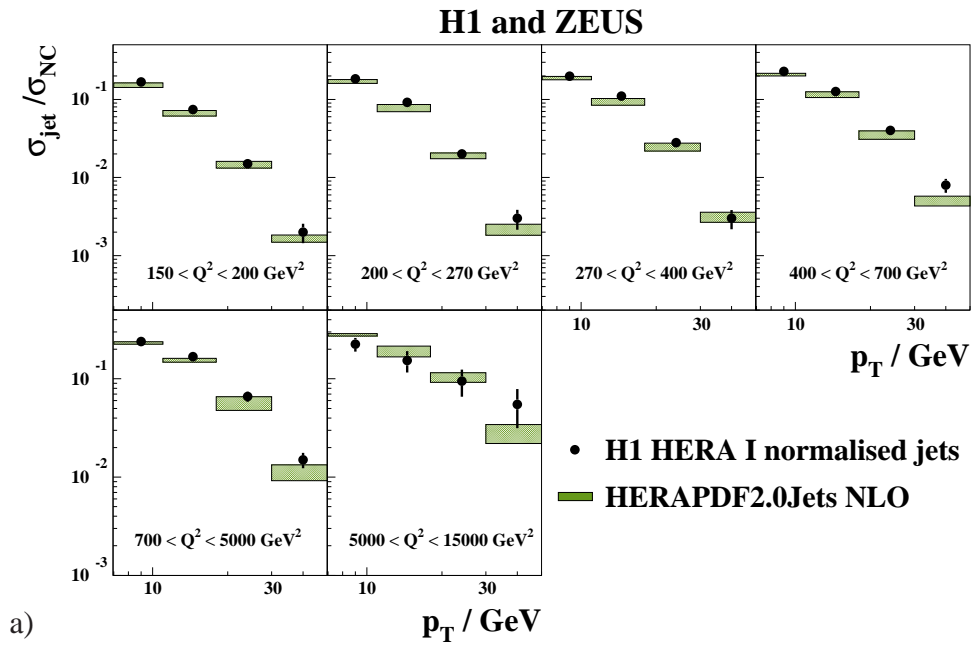 H1 and ZEUS
σjet /σNC
10^-1
10^-2
10^-3
150 < Q² < 200 GeV²
200 < Q² < 270 GeV²
270 < Q² < 400 GeV²
400 < Q² < 700 GeV²
10 30
10 30
pT / GeV
10^-1
10^-2
10^-3
700 < Q² < 5000 GeV²
5000 < Q² < 15000 GeV²
H1 HERA I normalised jets
HERAPDF2.0Jets NLO
10 30
10 30
pT / GeV
a)